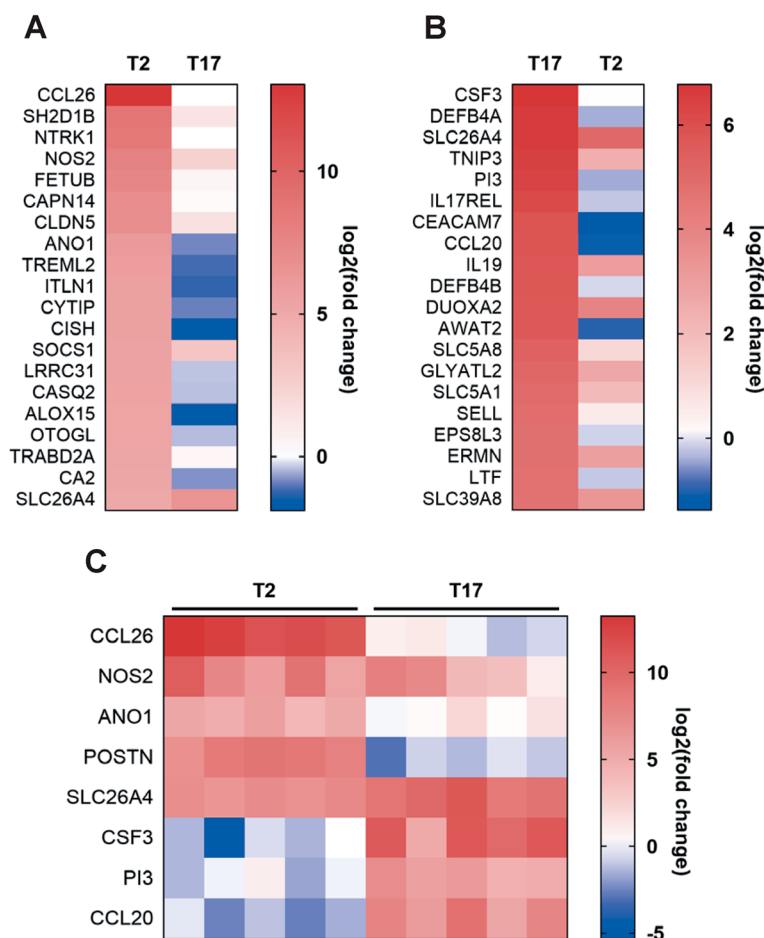 A
T2 T17
CCL26
SH2D1B
NTRK1
NOS2
FETUB
CAPN14
CLDN5
ANO1
TREML2
ITLN1
CYTIP
CISH
SOCS1
LRRC31
CASQ2
ALOX15
OTOGL
TRABD2A
CA2
SLC26A4
10
5
0
log2(fold change)
B
T17 T2
CSF3
DEFB4A
SLC26A4
TNIP3
PI3
IL17REL
CEACAM7
CCL20
IL19
DEFB4B
DUOXA2
AWAT2
SLC5A8
GLYATL2
SLC5A1
SELL
EPS8L3
ERMN
LTF
SLC39A8
6
4
2
0
log2(fold change)
C
T2 T17
CCL26
NOS2
ANO1
POSTN
SLC26A4
CSF3
PI3
CCL20
10
5
0
-5
log2(fold change)